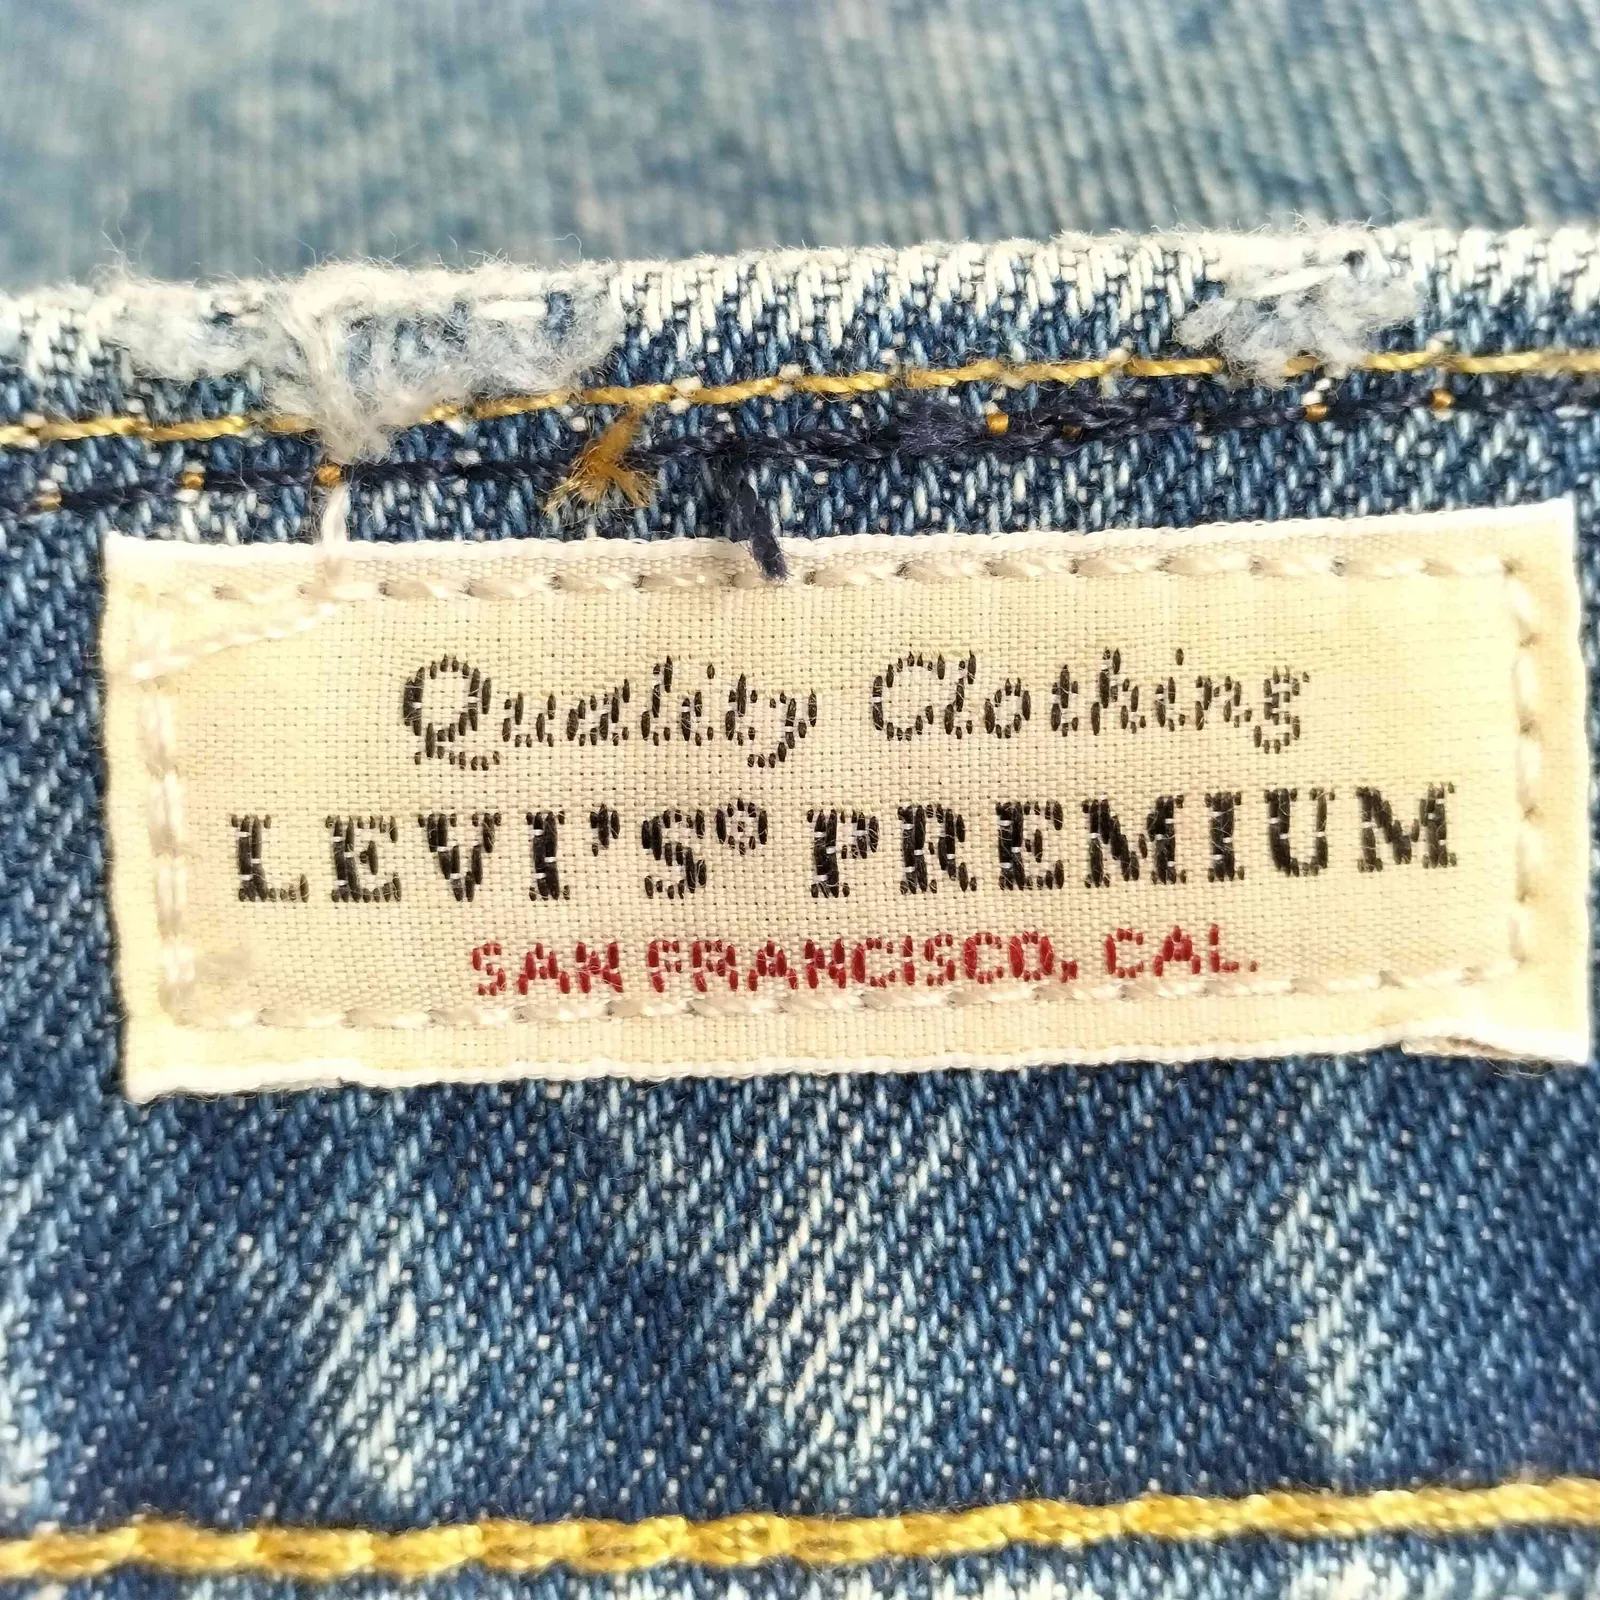 Quality Clothing
LEVI'S® PREMIUM
SAN FRANCISCO, CAL.